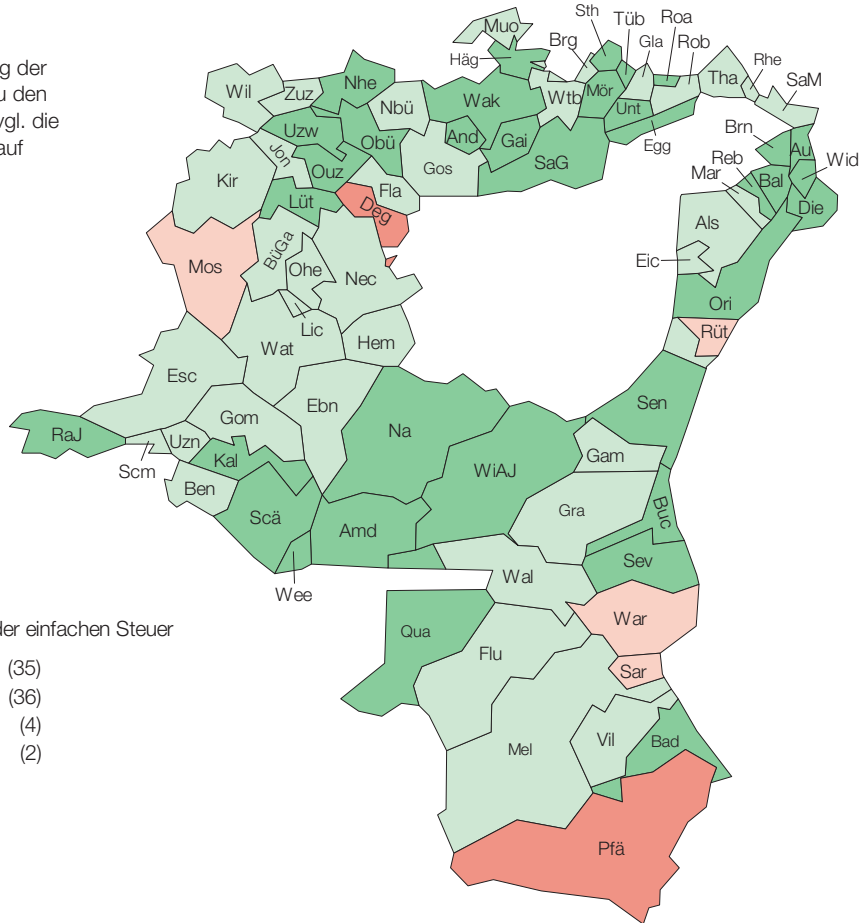 g der
u den
vgl. die
auf
Muo
Sth
Tüb
Roa
Brg
Gla
Rob
Häg
Tha
Rhe
SaM
Wil
Zuz
Nhe
Nbü
Wak
Wtb
Mör
Unt
Egg
Uzw
Obü
And
Gai
SaG
Jon
Ouz
Gos
Brn
Au
Wid
Reb
Bal
Mar
Die
Kir
Lüt
Fla
Deg
Als
Mos
BüGa
Ohe
Nec
Eic
Ori
Lic
Rüt
Wat
Hem
Esc
Ebn
Na
Sen
RaJ
Gom
Uzn
Scm
Kal
Gam
WiAJ
Ben
Gra
Buc
Scä
Amd
Sev
Wee
Wal
Qua
War
der einfachen Steuer
Flu
(35)
Sar
(36)
(4)
Mel
Vil
Bad
(2)
Pfä